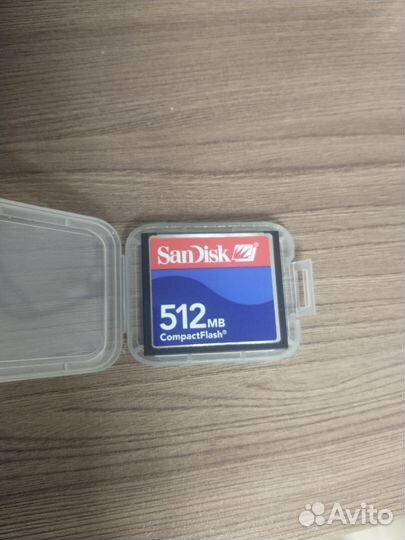 SanDisk
512MB
CompactFlash®
Avito